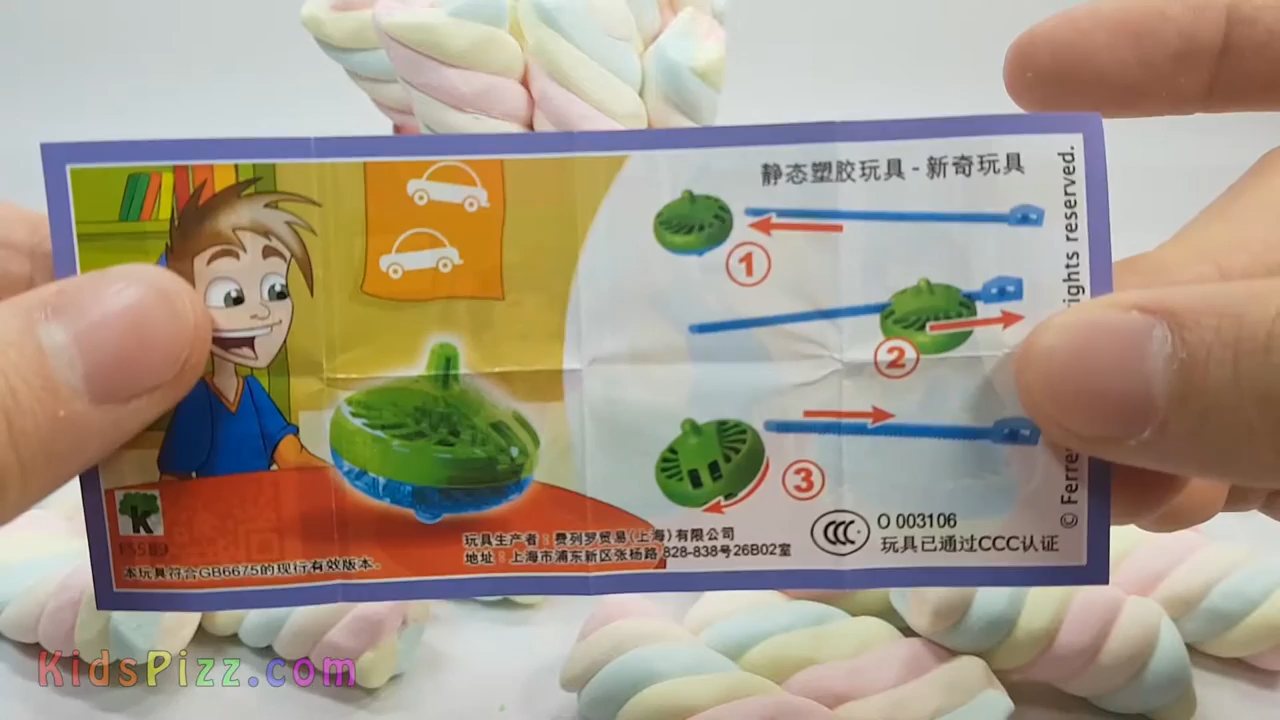 静态塑胶玩具 - 新奇玩具
1
2
3
© Ferre
rights reserved.
K
FS589
本玩具符合GB6675的现行有效版本。
玩具生产者：费列罗贸易(上海)有限公司
地址：上海市浦东新区张杨路828-838号26B02室
CCC
O 003106
玩具已通过CCC认证
KidsPizz.com